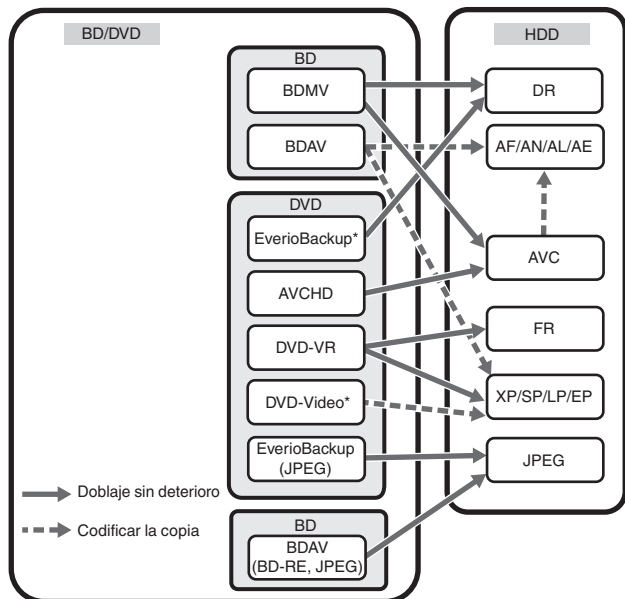 BD/DVD
BD
BDMV
BDAV
DVD
EverioBackup*
AVCHD
DVD-VR
DVD-Video*
EverioBackup
(JPEG)
BD
BDAV
(BD-RE, JPEG)
Doblaje sin deterioro
Codificar la copia
HDD
DR
AF/AN/AL/AE
AVC
FR
XP/SP/LP/EP
JPEG